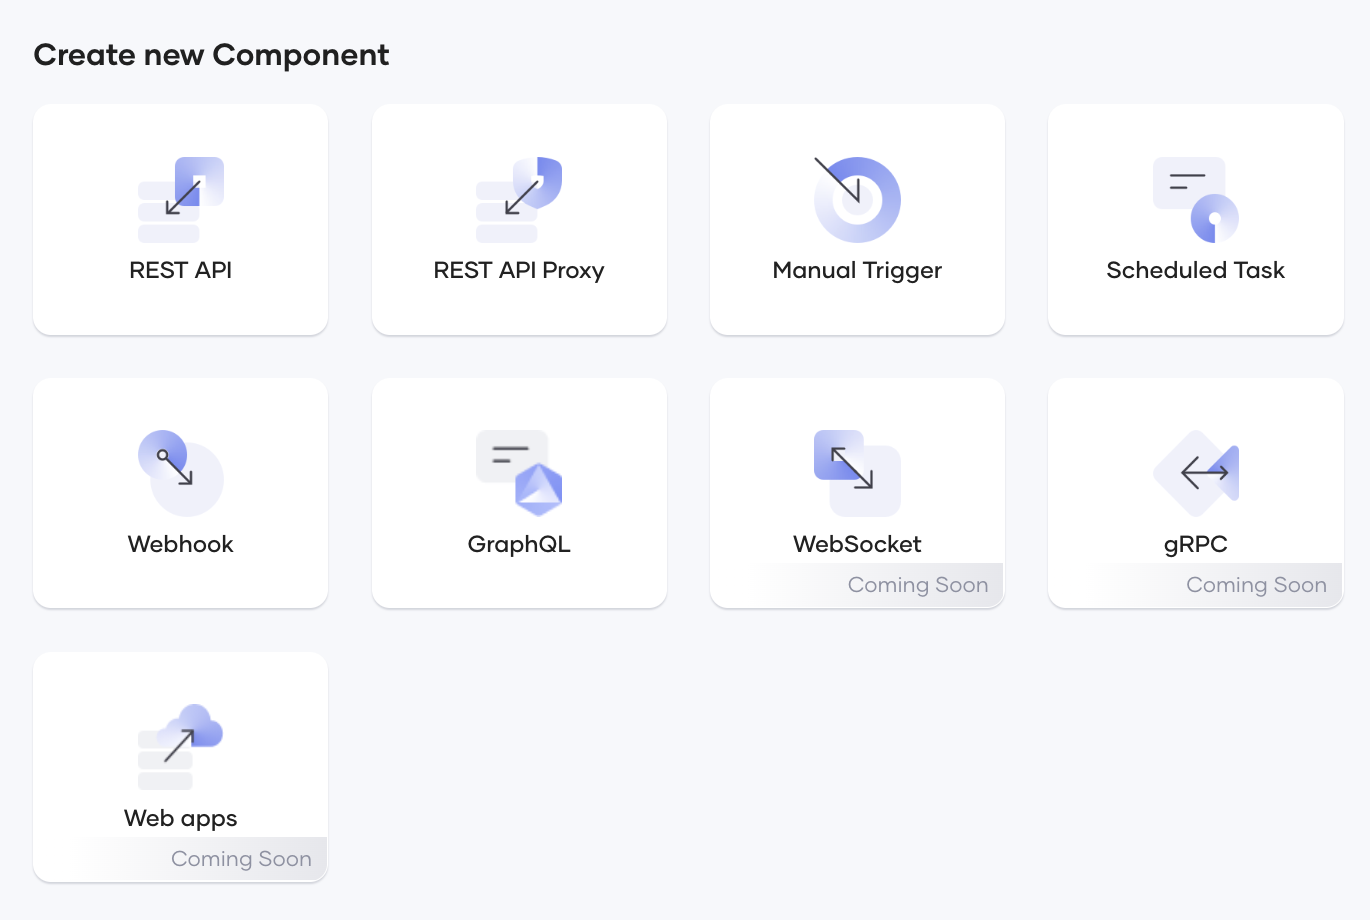 Create new Component
REST API
REST API Proxy
Manual Trigger
Scheduled Task
Webhook
GraphQL
WebSocket
Coming Soon
gRPC
Coming Soon
Web apps
Coming Soon